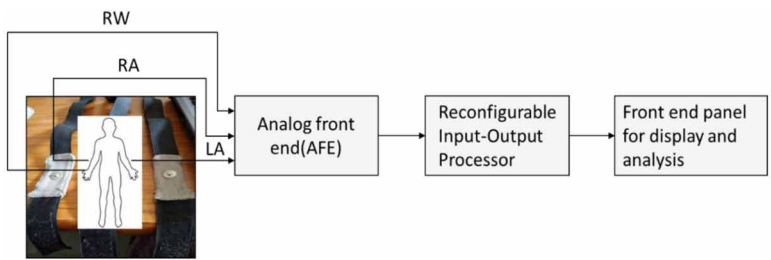 RW
RA
LA
Analog front
end(AFE)
Reconfigurable
Input-Output
Processor
Front end panel
for display and
analysis